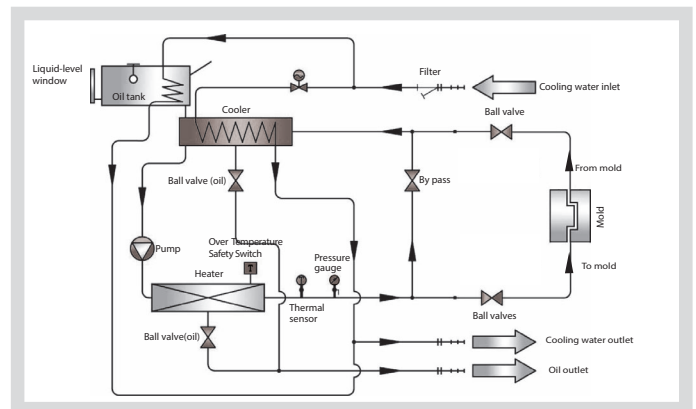 Liquid-level
window
Oil tank
Filter
Cooling water inlet
Cooler
Ball valve
Ball valve (oil)
By pass
From mold
Mold
Pump
Over Temperature
Safety Switch
T
Heater
Pressure
gauge
To mold
Thermal
sensor
Ball valves
Ball valve(oil)
Cooling water outlet
Oil outlet